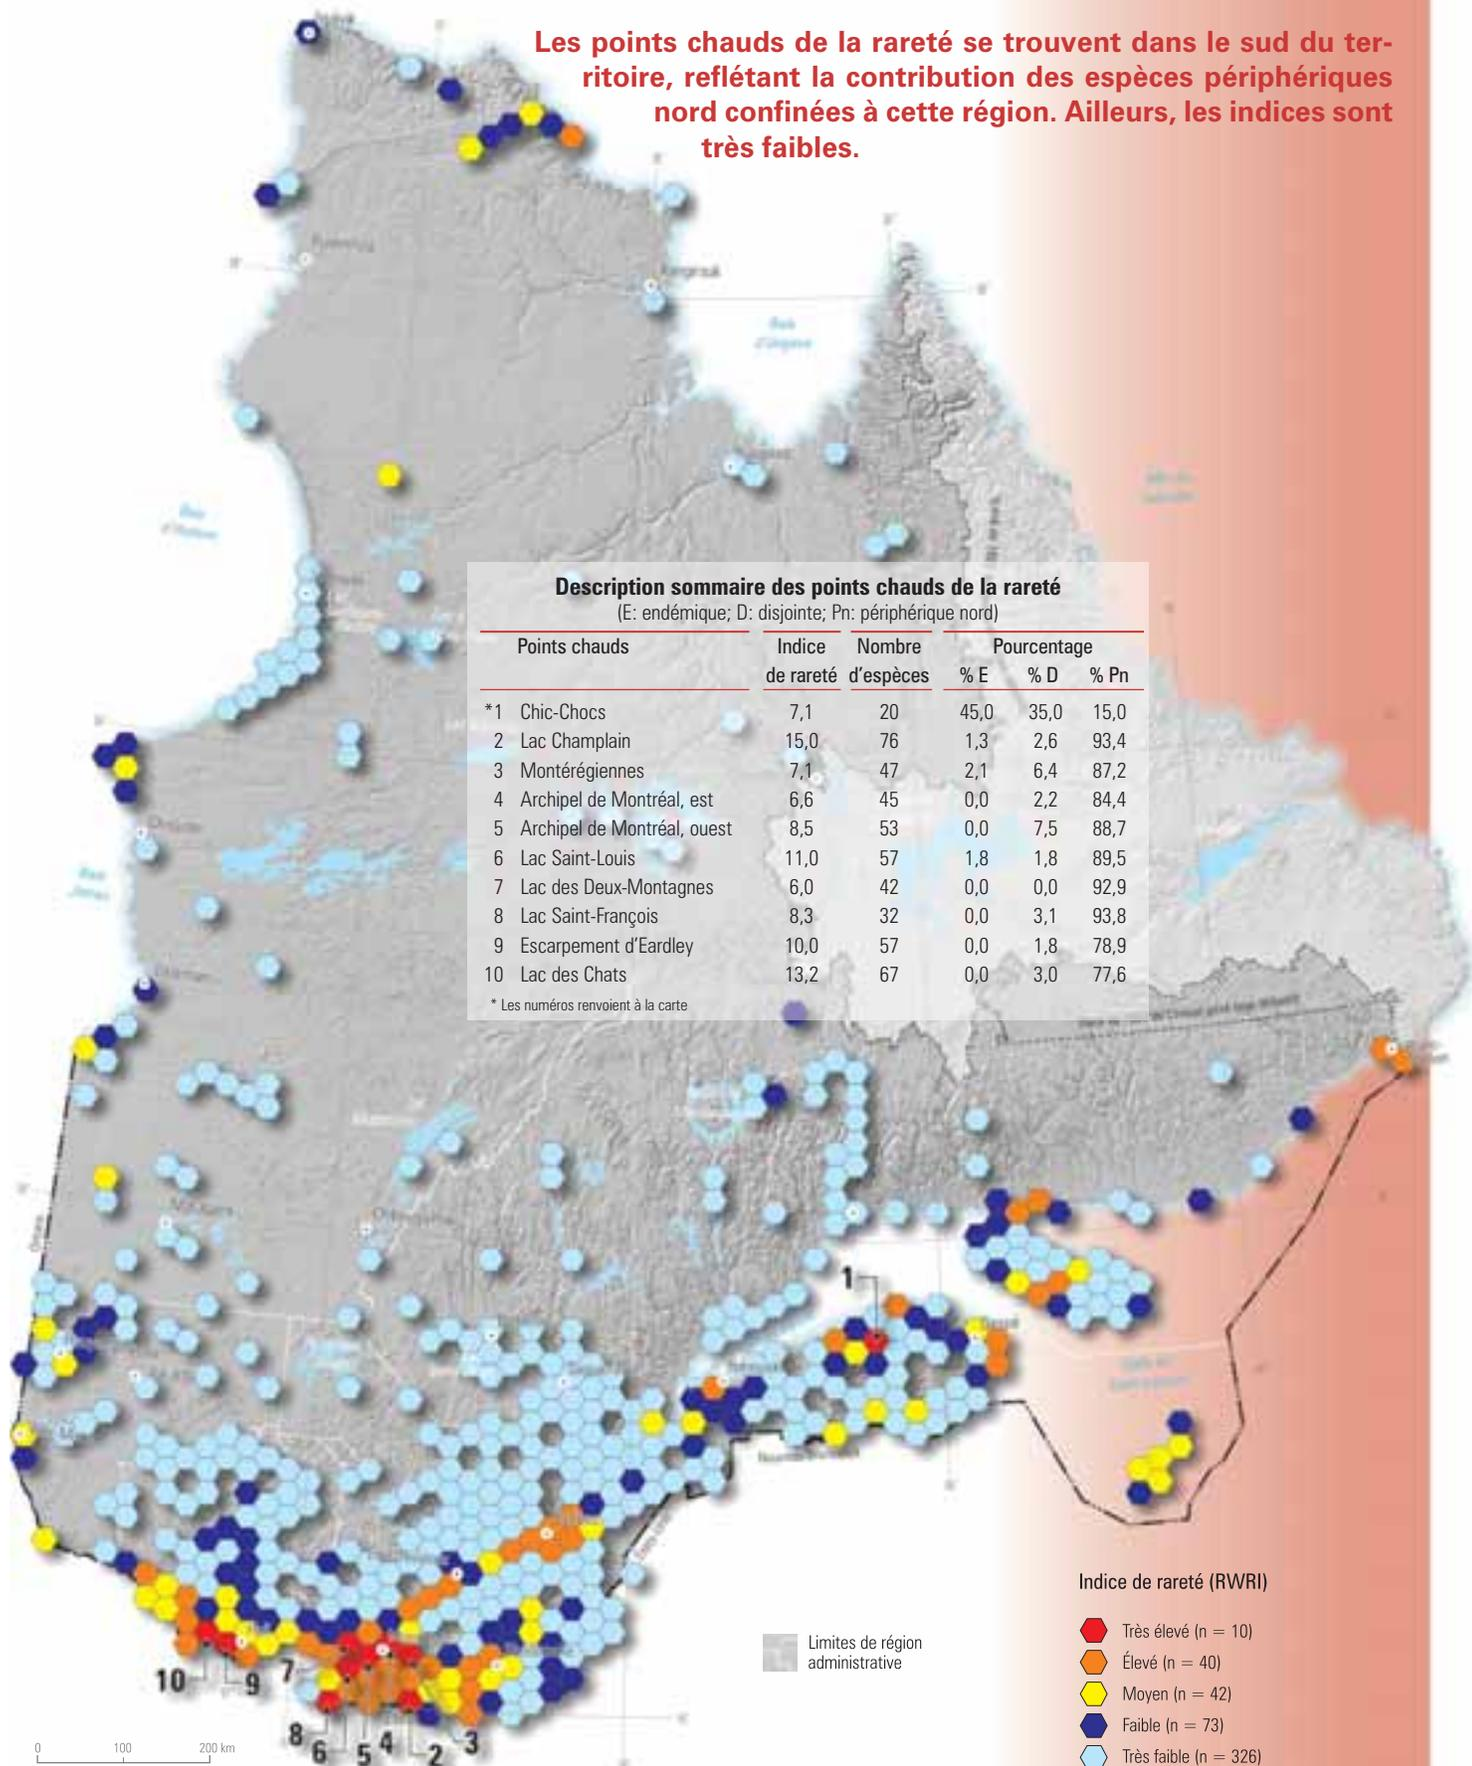 Les points chauds de la rareté se trouvent dans le sud du ter-
ritoire, reflétant la contribution des espèces périphériques
nord confinées à cette région. Ailleurs, les indices sont
très faibles.
Description sommaire des points chauds de la rareté
(E: endémique; D: disjointe; Pn: périphérique nord)
Points chauds Indice Nombre Pourcentage
de rareté d'espèces % E % D % Pn
*1 Chic-Chocs 7,1 20 45,0 35,0 15,0
2 Lac Champlain 15,0 76 1,3 2,6 93,4
3 Montérégiennes 7,1 47 2,1 6,4 87,2
4 Archipel de Montréal, est 6,6 45 0,0 2,2 84,4
5 Archipel de Montréal, ouest 8,5 53 0,0 7,5 88,7
6 Lac Saint-Louis 11,0 57 1,8 1,8 89,5
7 Lac des Deux-Montagnes 6,0 42 0,0 0,0 92,9
8 Lac Saint-François 8,3 32 0,0 3,1 93,8
9 Escarpement d'Eardley 10,0 57 0,0 1,8 78,9
10 Lac des Chats 13,2 67 0,0 3,0 77,6
* Les numéros renvoient à la carte
1
10
9
7
8
6
5
4
2
3
Indice de rareté (RWRI)
Très élevé (n = 10)
Élevé (n = 40)
Moyen (n = 42)
Faible (n = 73)
Très faible (n = 326)
Limites de région
administrative
0 100 200 km